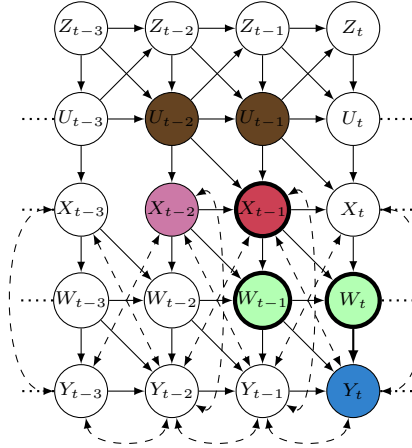 Z_{t-3} Z_{t-2} Z_{t-1} Z_t
U_{t-3} U_{t-2} U_{t-1} U_t
X_{t-3} X_{t-2} X_{t-1} X_t
W_{t-3} W_{t-2} W_{t-1} W_t
Y_{t-3} Y_{t-2} Y_{t-1} Y_t